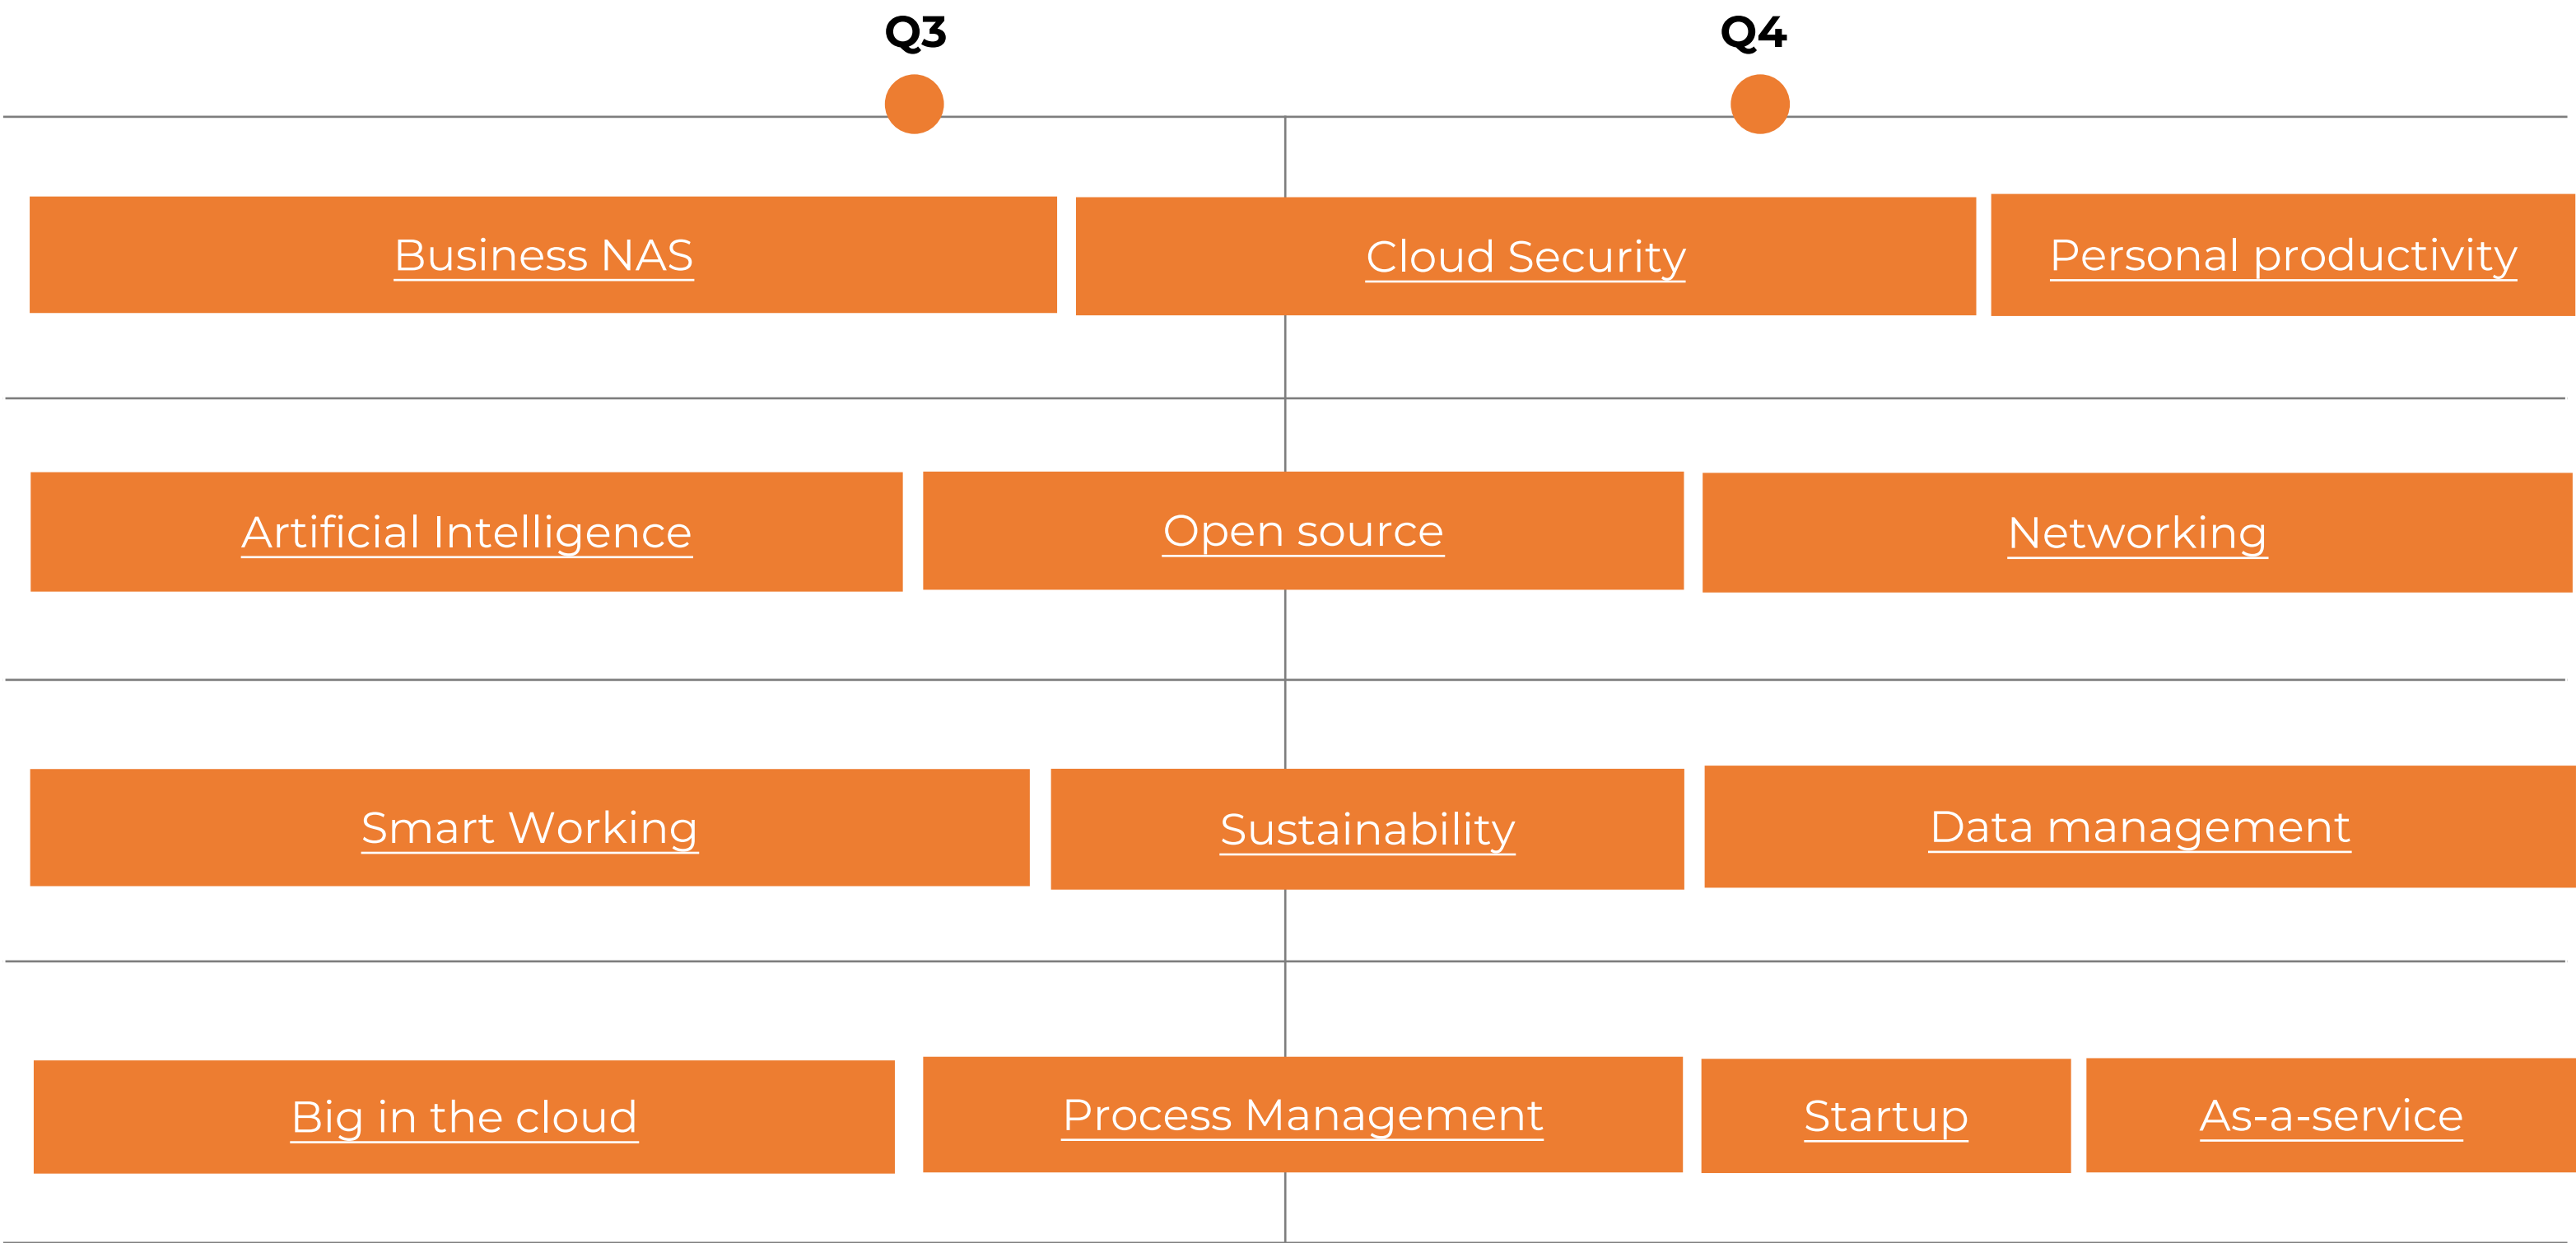 Q3 Q4
Business NAS Cloud Security Personal productivity
Artificial Intelligence Open source Networking
Smart Working Sustainability Data management
Big in the cloud Process Management Startup As-a-service